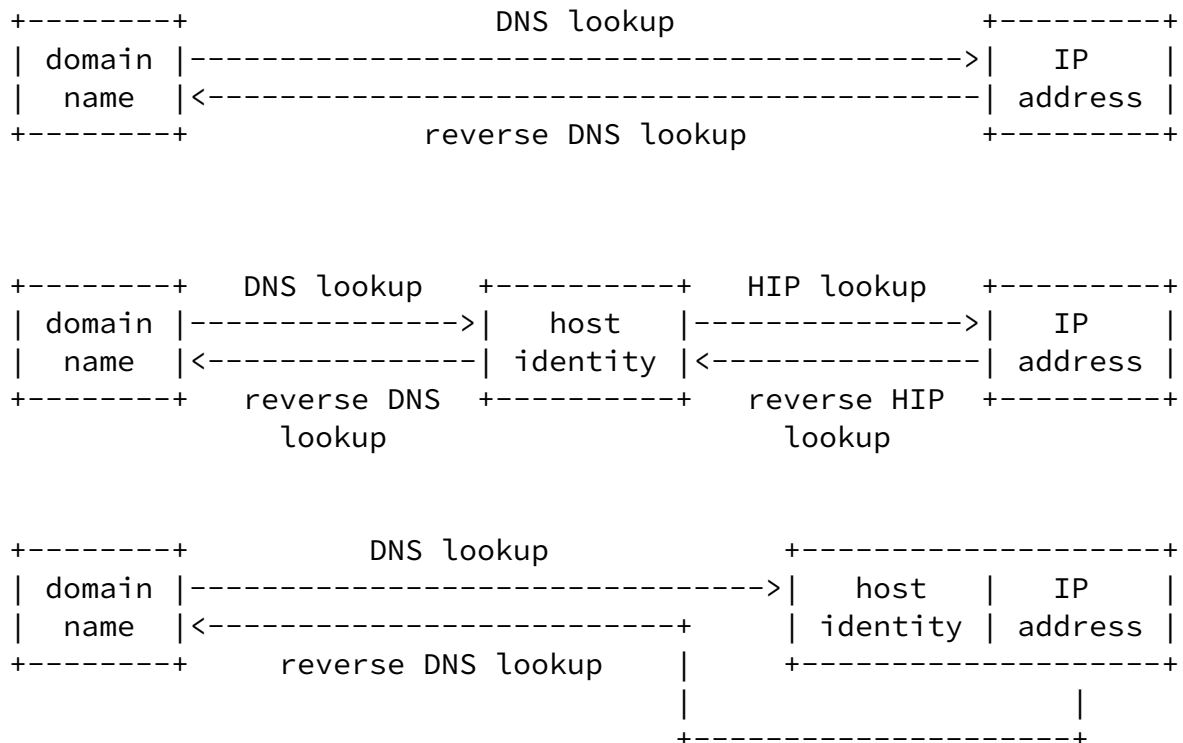 +--------+                 DNS lookup                 +---------+
| domain |------------------------------------------->|   IP    |
|  name  |<-------------------------------------------| address |
+--------+             reverse DNS lookup             +---------+

+--------+   DNS lookup   +----------+   HIP lookup   +---------+
| domain |--------------->|   host   |--------------->|   IP    |
|  name  |<---------------| identity |<---------------| address |
+--------+   reverse DNS  +----------+   reverse HIP  +---------+
               lookup                      lookup

+--------+          DNS lookup             +--------------------+
| domain |-------------------------------->|   host   |   IP    |
|  name  |<--------------------------+     | identity | address |
+--------+     reverse DNS lookup    |     +--------------------+
                                     |                     |
                                     +---------------------+